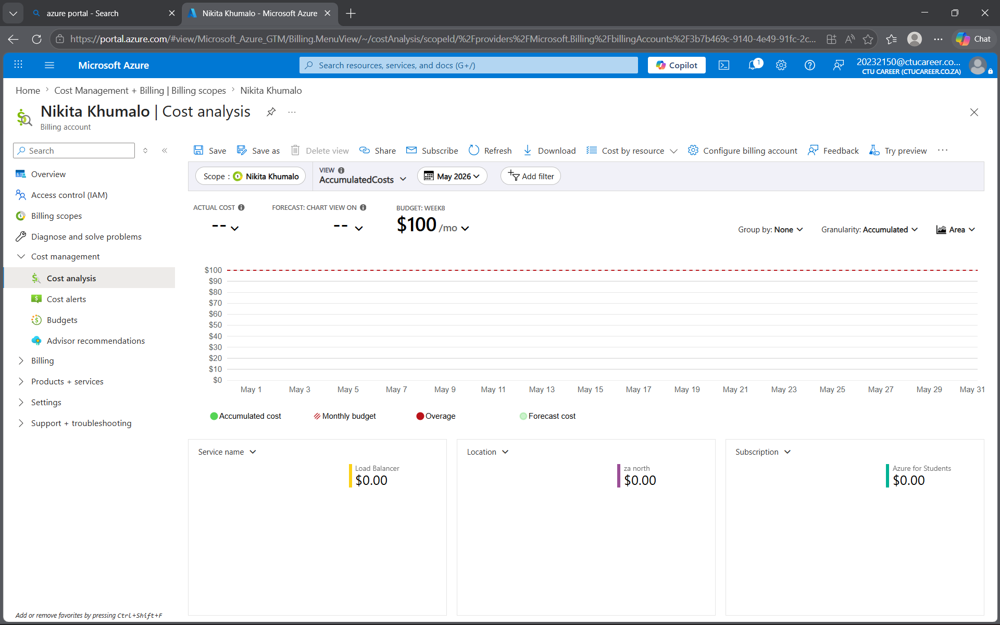 azure portal - Search
Nikita Khumalo - Microsoft Azure
https://portal.azure.com/#view/Microsoft_Azure_GTM/Billing.MenuView/~/costAnalysis/scopeId/%2Fproviders%2FMicrosoft.Billing%2FbillingAccounts%2F3b7b469c-9140-4e49-91fc-2c...
Chat
Microsoft Azure
Search resources, services, and docs (G+/)
Copilot
1
20232150@ctucareer.co...
CTU CAREER (CTUCAREER.CO.ZA)
Home > Cost Management + Billing | Billing scopes > Nikita Khumalo
Nikita Khumalo | Cost analysis
Billing account
Search
Overview
Access control (IAM)
Billing scopes
Diagnose and solve problems
Cost management
Cost analysis
Cost alerts
Budgets
Advisor recommendations
Billing
Products + services
Settings
Support + troubleshooting
Add or remove favorites by pressing Ctrl+Shift+F
Save
Save as
Delete view
Share
Subscribe
Refresh
Download
Cost by resource
Configure billing account
Feedback
Try preview
Scope : Nikita Khumalo
VIEW
AccumulatedCosts
May 2026
Add filter
ACTUAL COST
--
FORECAST: CHART VIEW ON
--
BUDGET: WEEK8
$100 /mo
Group by: None
Granularity: Accumulated
Area
$100
$90
$80
$70
$60
$50
$40
$30
$20
$10
$0
May 1 May 3 May 5 May 7 May 9 May 11 May 13 May 15 May 17 May 19 May 21 May 23 May 25 May 27 May 29 May 31
Accumulated cost
Monthly budget
Overage
Forecast cost
Service name
Load Balancer
$0.00
Location
za north
$0.00
Subscription
Azure for Students
$0.00